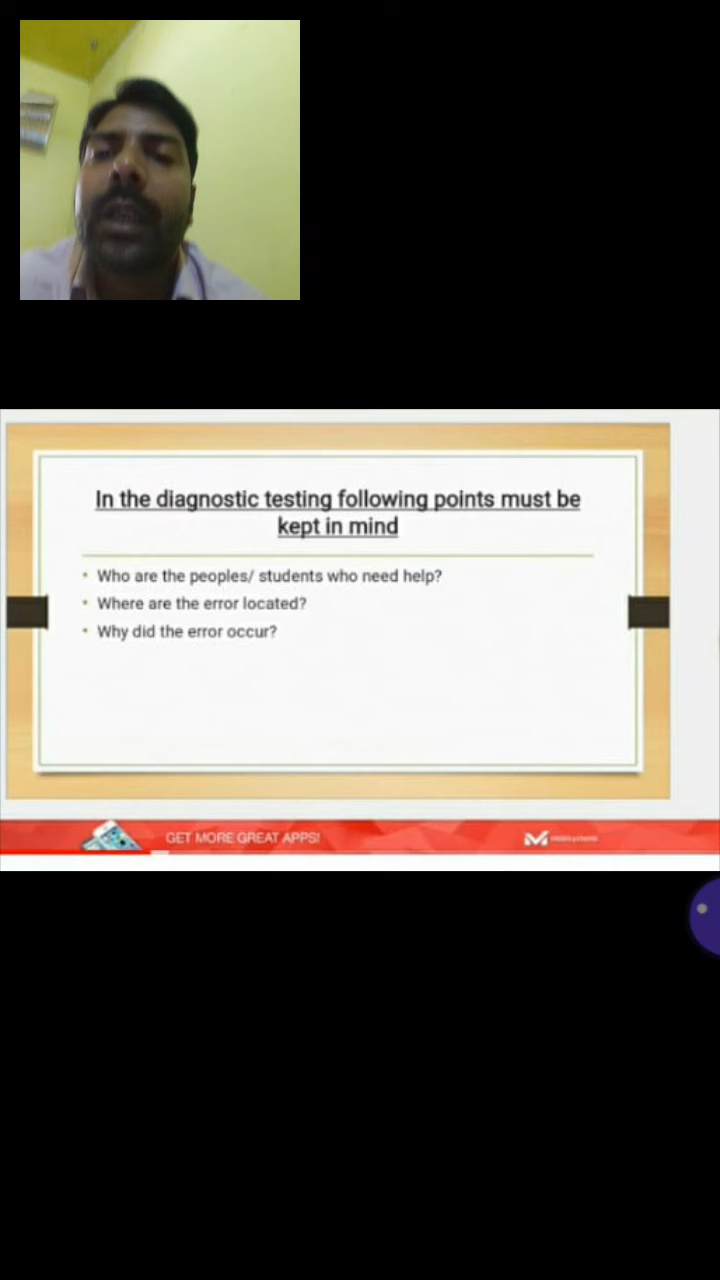 In the diagnostic testing following points must be
kept in mind
• Who are the peoples/ students who need help?
• Where are the error located?
• Why did the error occur?
GET MORE GREAT APPS!